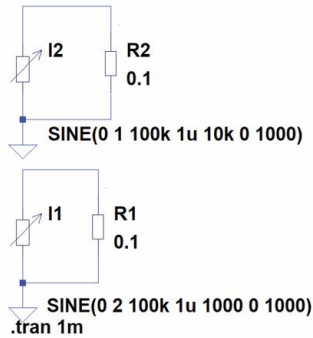 I2 R2
0.1
SINE(0 1 100k 1u 10k 0 1000)
I1 R1
0.1
SINE(0 2 100k 1u 1000 0 1000)
.tran 1m